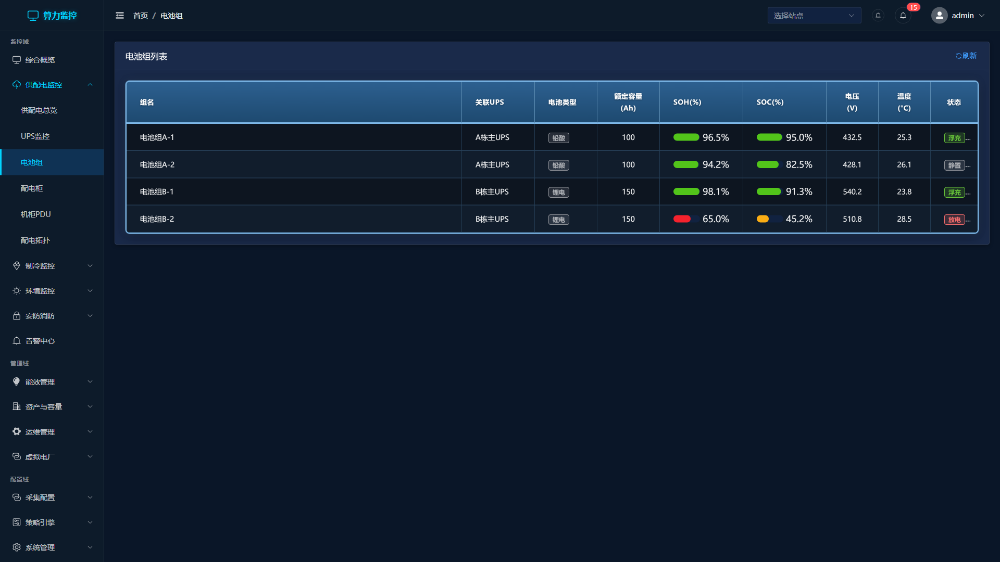 算力监控
首页 / 电池组
选择站点
15
admin
监控域
综合概览
供配电监控
供配电总览
UPS监控
电池组
配电柜
机柜PDU
配电拓扑
制冷监控
环境监控
安防消防
告警中心
管理域
能效管理
资产与容量
运维管理
虚拟电厂
配置域
采集配置
策略引擎
系统管理
电池组列表
刷新
组名 关联UPS 电池类型 额定容量(Ah) SOH(%) SOC(%) 电压(V) 温度(°C) 状态
电池组A-1 A栋主UPS 铅酸 100 96.5% 95.0% 432.5 25.3 浮充...
电池组A-2 A栋主UPS 铅酸 100 94.2% 82.5% 428.1 26.1 静置...
电池组B-1 B栋主UPS 锂电 150 98.1% 91.3% 540.2 23.8 浮充...
电池组B-2 B栋主UPS 锂电 150 65.0% 45.2% 510.8 28.5 放电...